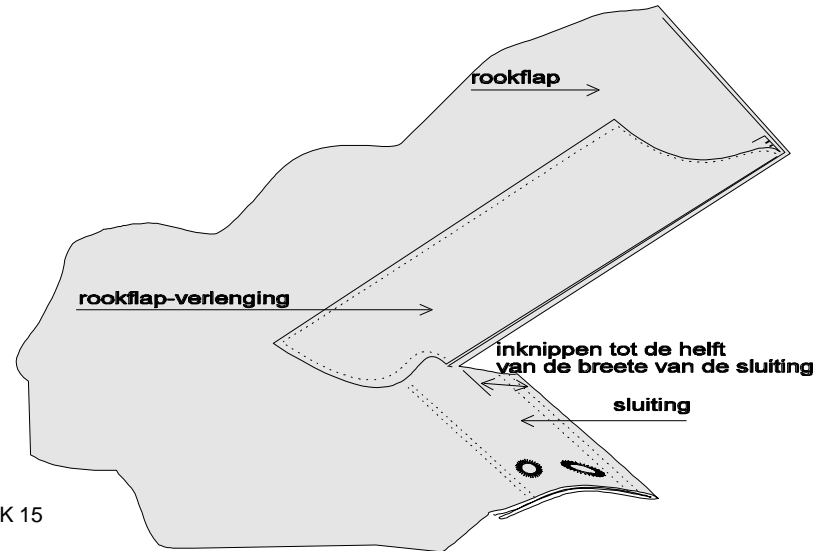 rookflap
rookflap-verlenging
inknippen tot de helft
van de breete van de sluiting
sluiting
K 15